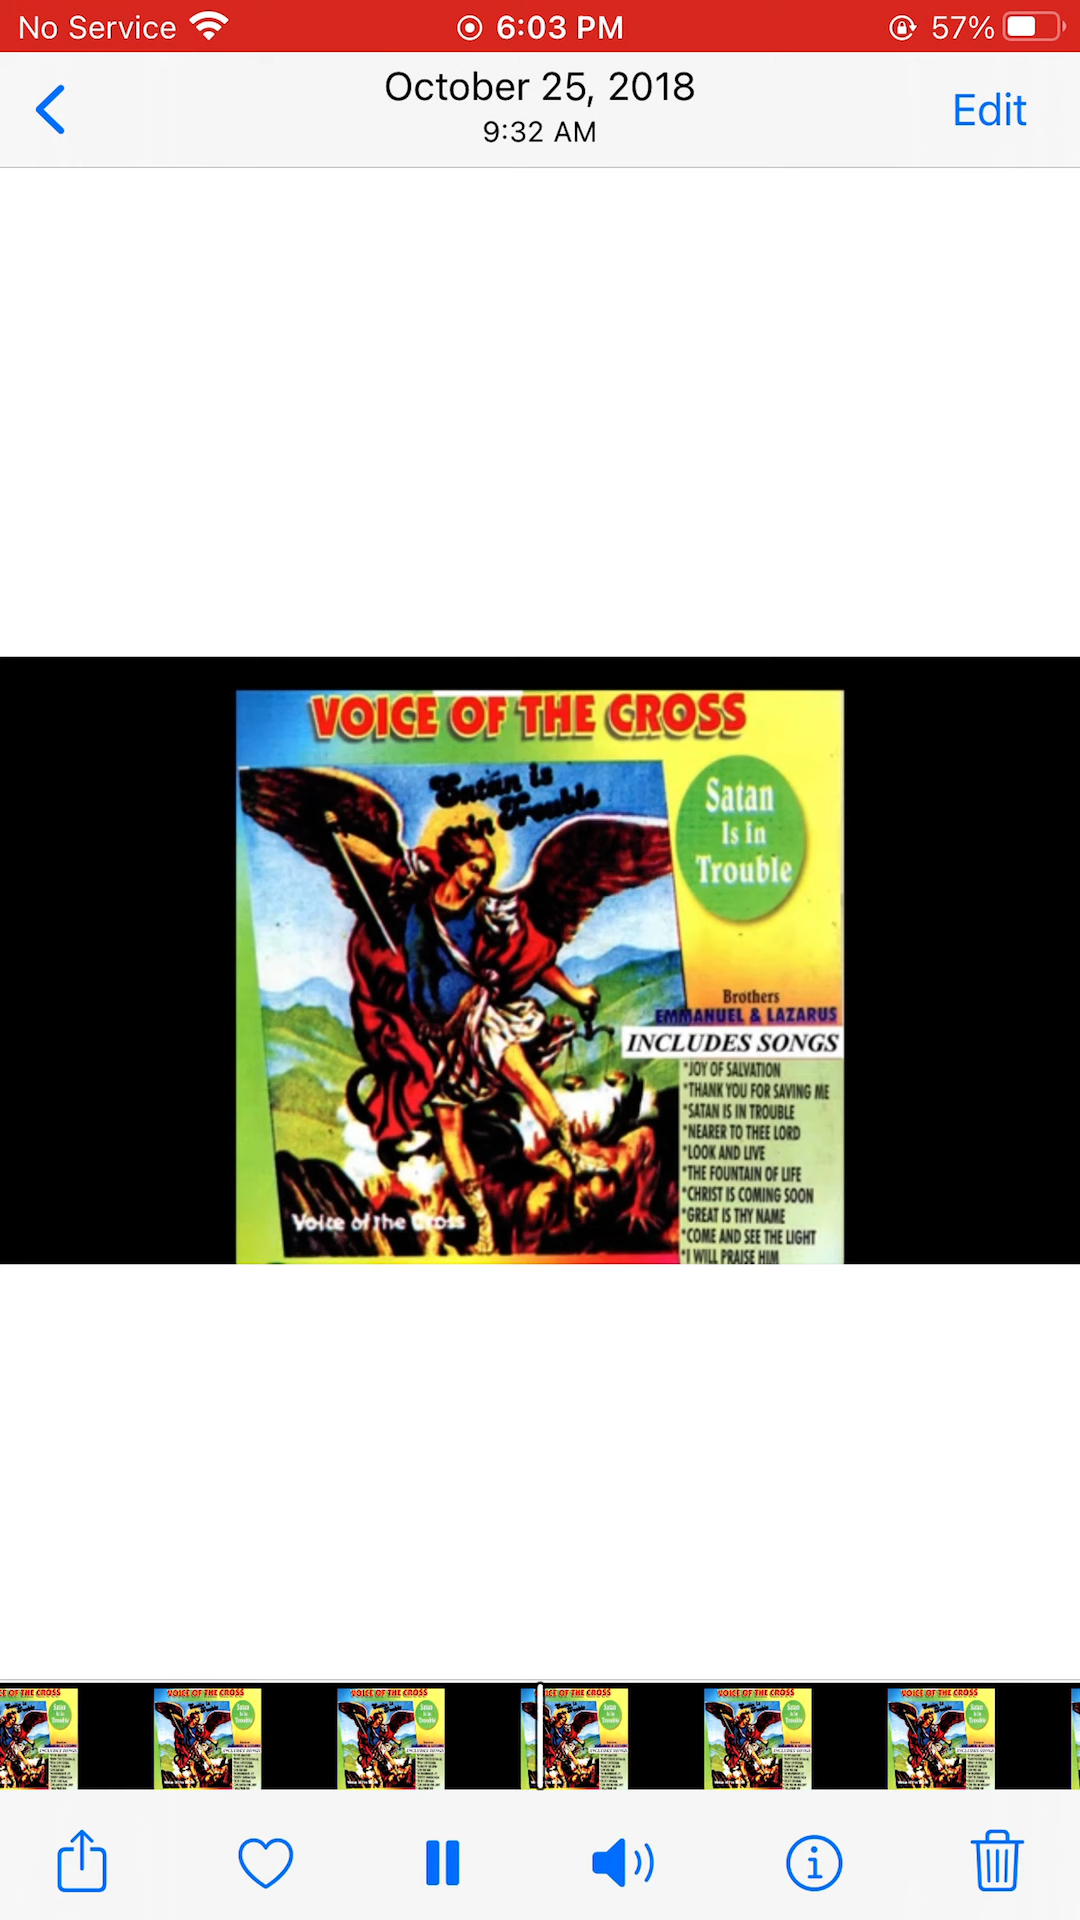 No Service 6:03 PM 57%
October 25, 2018
9:32 AM
Edit
VOICE OF THE CROSS
Satan is
in Trouble
Satan
Is in
Trouble
Brothers
EMMANUEL & LAZARUS
INCLUDES SONGS
*JOY OF SALVATION
*THANK YOU FOR SAVING ME
*SATAN IS IN TROUBLE
*NEARER TO THEE LORD
*LOOK AND LIVE
*THE FOUNTAIN OF LIFE
*CHRIST IS COMING SOON
*GREAT IS THY NAME
*COME AND SEE THE LIGHT
*I WILL PRAISE HIM
Voice of the Cross